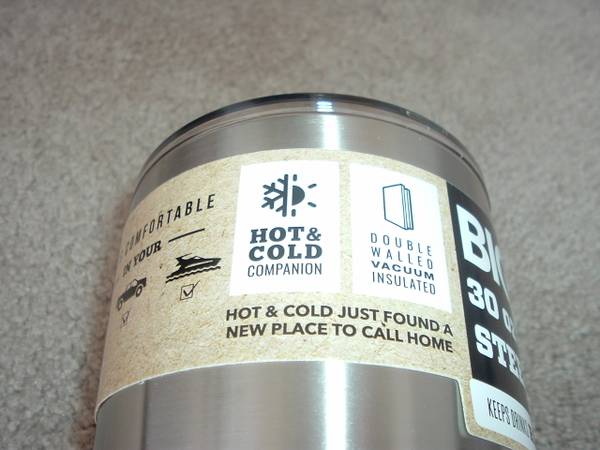 COMFORTABLE
IN YOUR
HOT &
COLD
COMPANION
DOUBLE
WALLED
VACUUM
INSULATED
HOT & COLD JUST FOUND A
NEW PLACE TO CALL HOME
30
KEEPS